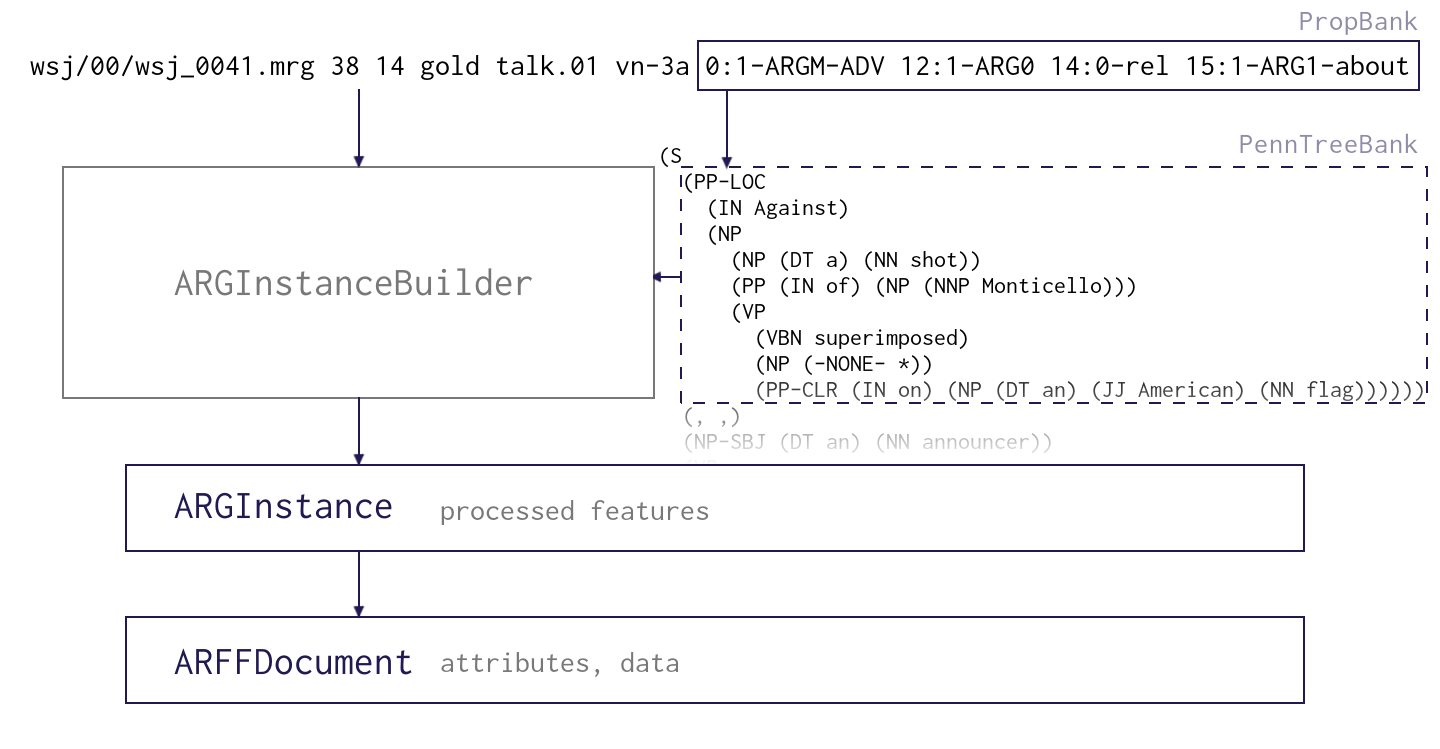 PropBank
wsj/00/wsj_0041.mrg 38 14 gold talk.01 vn-3a 0:1-ARGM-ADV 12:1-ARG0 14:0-rel 15:1-ARG1-about
PennTreeBank
(S
(PP-LOC
(IN Against)
(NP
(NP (DT a) (NN shot))
(PP (IN of) (NP (NNP Monticello)))
(VP
(VBN superimposed)
(NP (-NONE- *))
(PP-CLR (IN on) (NP (DT an) (JJ American) (NN flag))))))
(, ,)
(NP-SBJ (DT an) (NN announcer))
ARGInstanceBuilder
ARGInstance processed features
ARFFDocument attributes, data